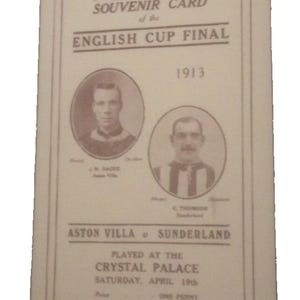 SOUVENIR CARD
of the
ENGLISH CUP FINAL
1913
Aston Villa.
C. THOMSON
Sunderland
ASTON VILLA v SUNDERLAND
PLAYED AT THE
CRYSTAL PALACE
SATURDAY, APRIL 19th
Price ONE PENNY